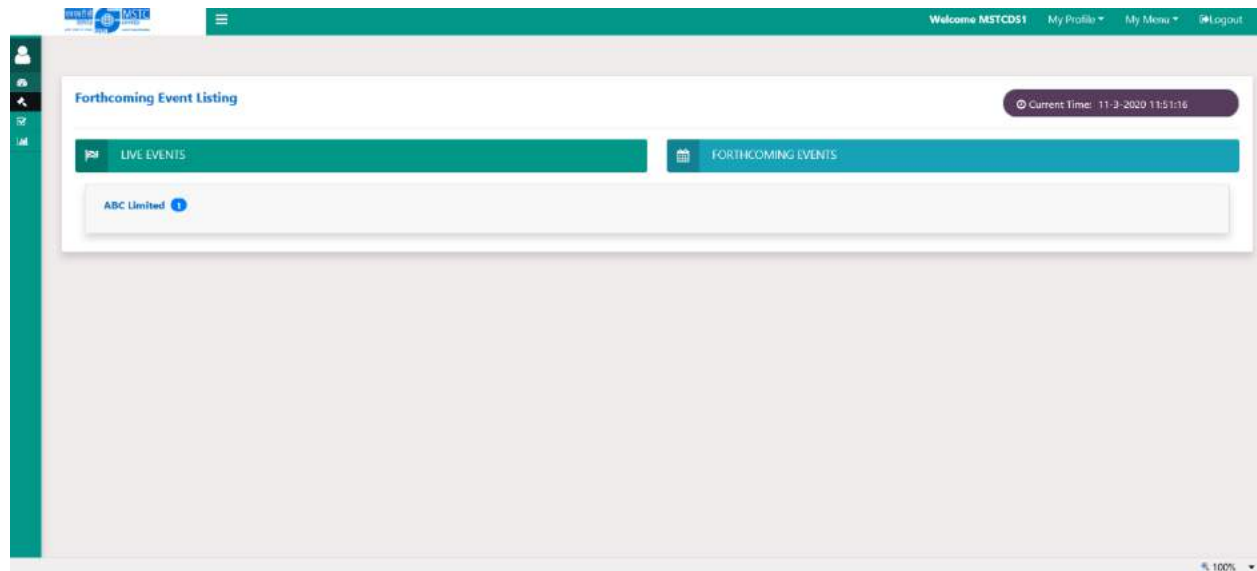 MSTC
Welcome MSTCDS1 My Profile My Menu Logout
Forthcoming Event Listing
Current Time: 11-3-2020 11:51:16
LIVE EVENTS
FORTHCOMING EVENTS
ABC Limited 1
100%